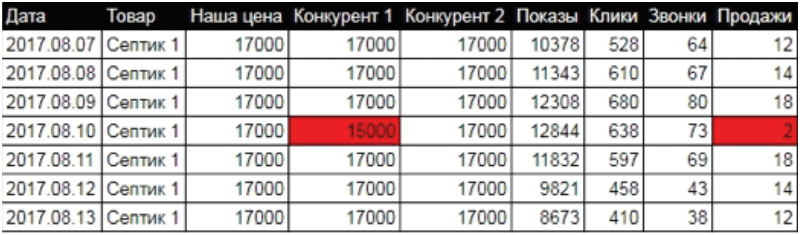 Дата Товар Наша цена Конкурент 1 Конкурент 2 Показы Клики Звонки Продажи
2017.08.07 Септик 1 17000 17000 17000 10378 528 64 12
2017.08.08 Септик 1 17000 17000 17000 11343 610 67 14
2017.08.09 Септик 1 17000 17000 17000 12308 680 80 18
2017.08.10 Септик 1 17000 15000 17000 12844 638 73 2
2017.08.11 Септик 1 17000 17000 17000 11832 597 69 18
2017.08.12 Септик 1 17000 17000 17000 9821 458 43 14
2017.08.13 Септик 1 17000 17000 17000 8673 410 38 12